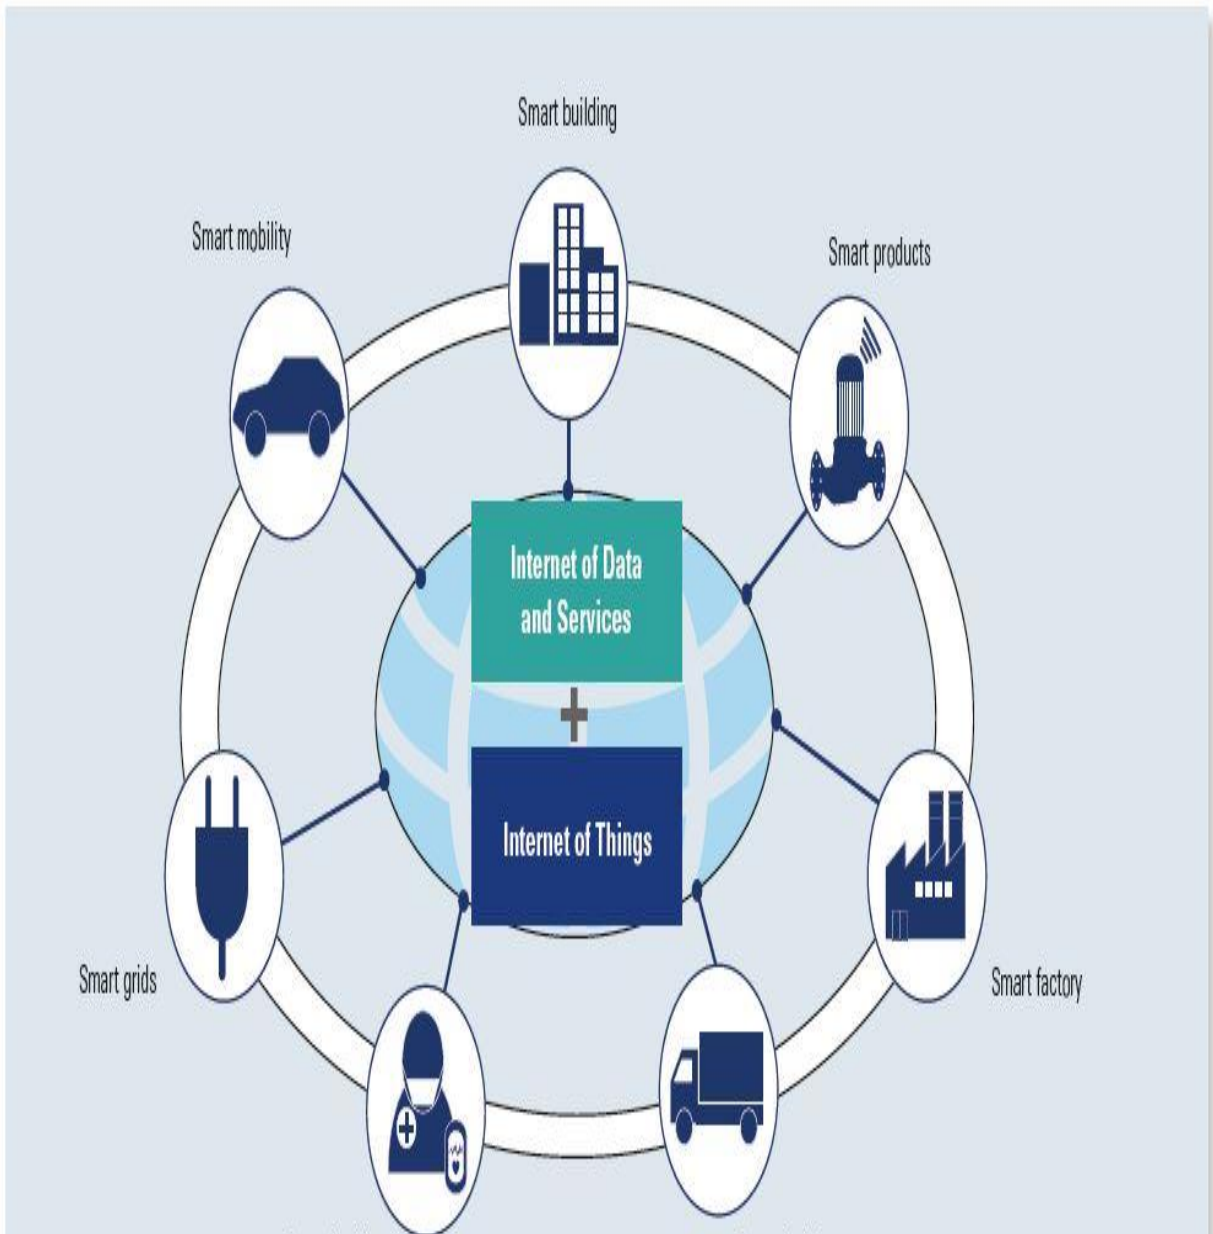 Smart building
Smart mobility
Smart products
Internet of Data
and Services
+
Internet of Things
Smart grids
Smart factory